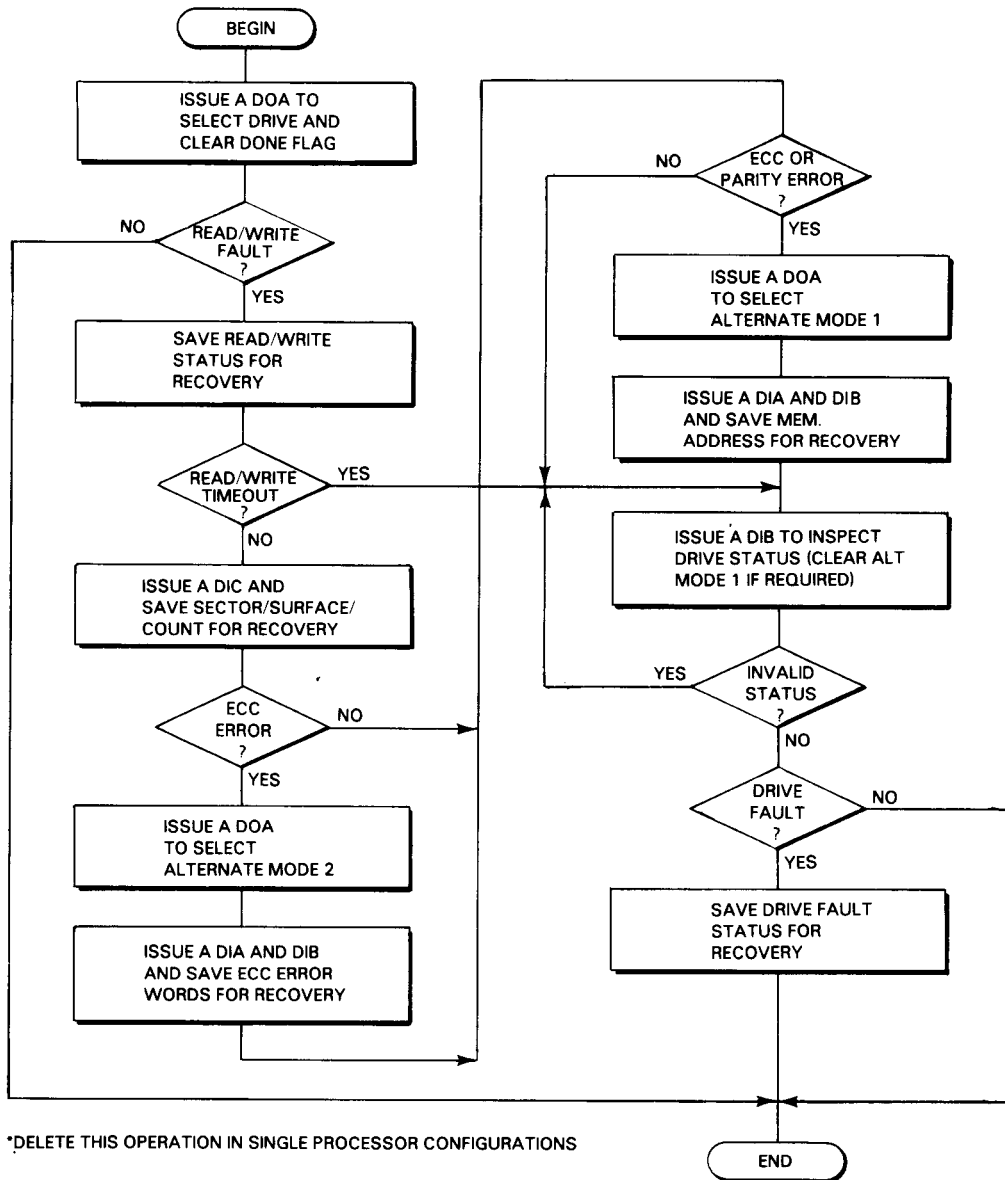 BEGIN
ISSUE A DOA TO
SELECT DRIVE AND
CLEAR DONE FLAG
NO
READ/WRITE
FAULT
?
YES
SAVE READ/WRITE
STATUS FOR
RECOVERY
READ/WRITE
TIMEOUT
?
YES
NO
ISSUE A DIC AND
SAVE SECTOR/SURFACE/
COUNT FOR RECOVERY
ECC
ERROR
?
NO
YES
ISSUE A DOA
TO SELECT
ALTERNATE MODE 2
ISSUE A DIA AND DIB
AND SAVE ECC ERROR
WORDS FOR RECOVERY
NO
ECC OR
PARITY ERROR
?
YES
ISSUE A DOA
TO SELECT
ALTERNATE MODE 1
ISSUE A DIA AND DIB
AND SAVE MEM.
ADDRESS FOR RECOVERY
ISSUE A DIB TO INSPECT
DRIVE STATUS (CLEAR ALT
MODE 1 IF REQUIRED)
YES
INVALID
STATUS
?
NO
DRIVE
FAULT
?
NO
YES
SAVE DRIVE FAULT
STATUS FOR
RECOVERY
*DELETE THIS OPERATION IN SINGLE PROCESSOR CONFIGURATIONS
END